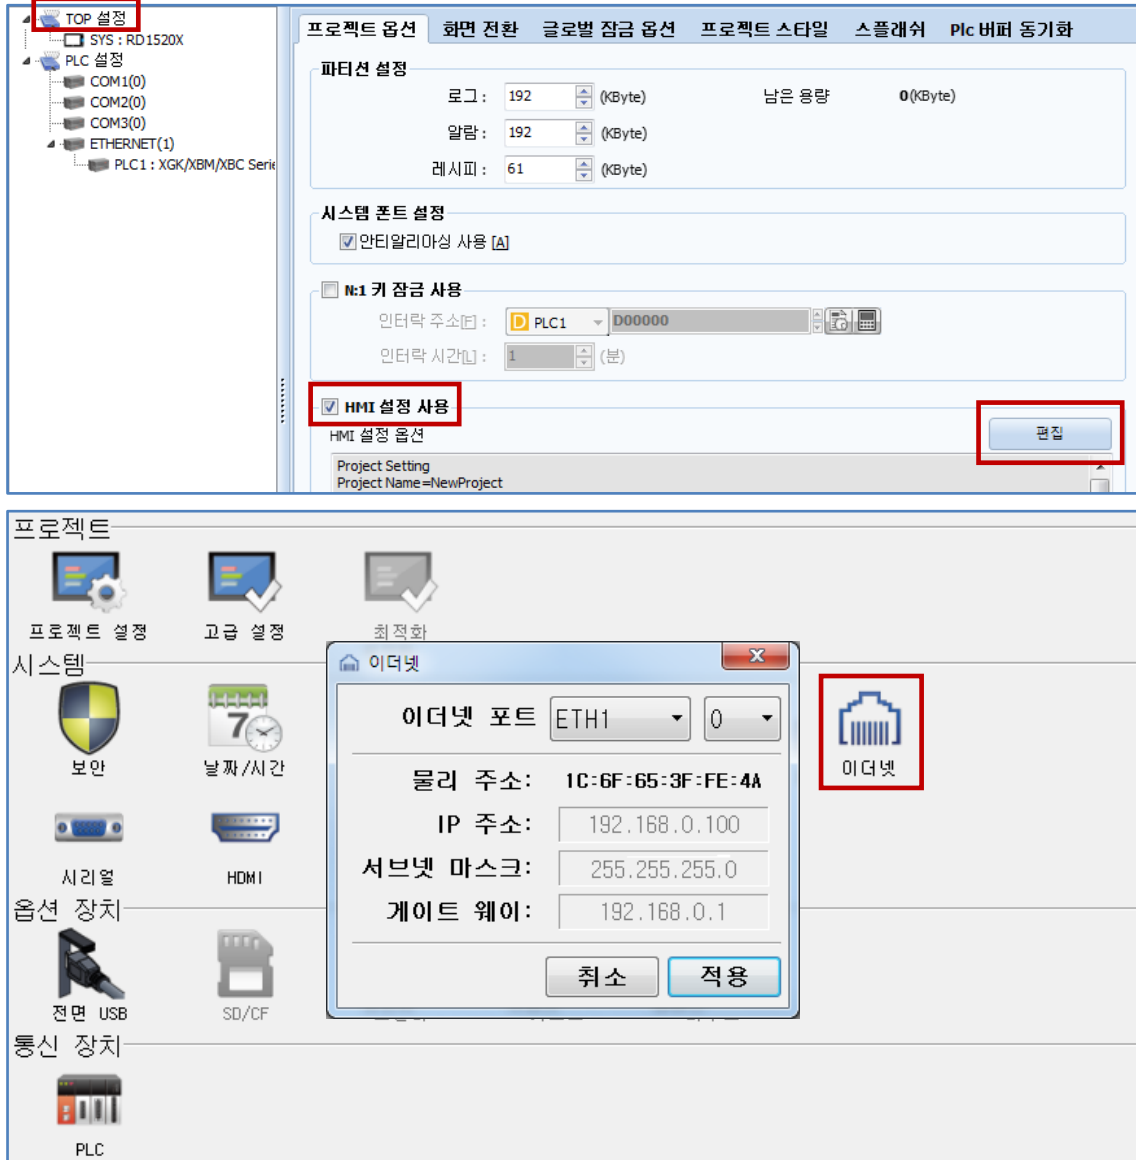 TOP 설정
SYS : RD1520X
PLC 설정
COM1(0)
COM2(0)
COM3(0)
ETHERNET(1)
PLC1 : XGK/XBM/XBC Serie
프로젝트 옵션 화면 전환 글로벌 잠금 옵션 프로젝트 스타일 스플래쉬 Plc 버퍼 동기화
파티션 설정
로그 : 192 (KByte) 남은 용량 0(KByte)
알람 : 192 (KByte)
레시피 : 61 (KByte)
시스템 폰트 설정
안티알리아싱 사용 [A]
N:1 키 잠금 사용
인터락 주소[F] : D PLC1 D00000
인터락 시간[L] : 1 (분)
HMI 설정 사용
HMI 설정 옵션 편집
Project Setting
Project Name=NewProject
프로젝트
프로젝트 설정 고급 설정 최적화
시스템
보안 7 날짜/시간 이더넷
시리얼 HDMI
옵션 장치
전면 USB SD/CF
통신 장치
PLC
이더넷
이더넷 포트 ETH1 0
물리 주소: 1C:6F:65:3F:FE:4A
IP 주소: 192.168.0.100
서브넷 마스크: 255.255.255.0
게이트 웨이: 192.168.0.1
취소 적용